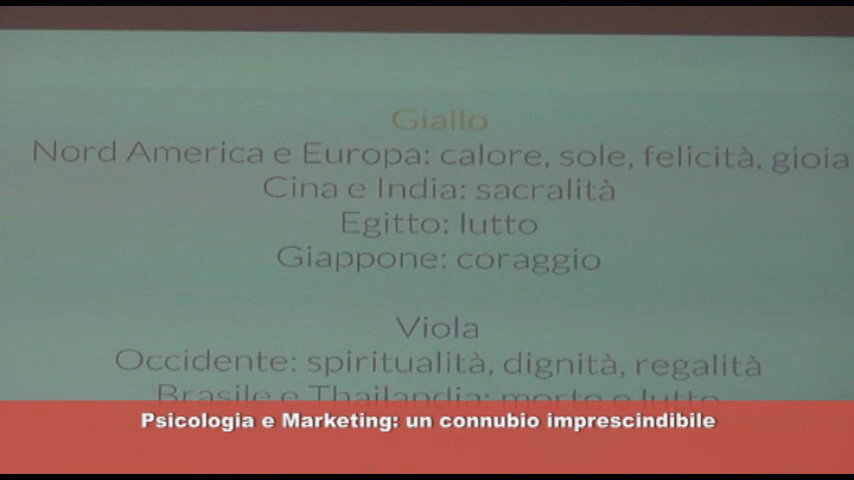 Giallo
Nord America e Europa: calore, sole, felicità, gioia
Cina e India: sacralità
Egitto: lutto
Giappone: coraggio
Viola
Occidente: spiritualità, dignità, regalità
Brasile e Thailandia: morte e lutto
Psicologia e Marketing: un connubio imprescindibile